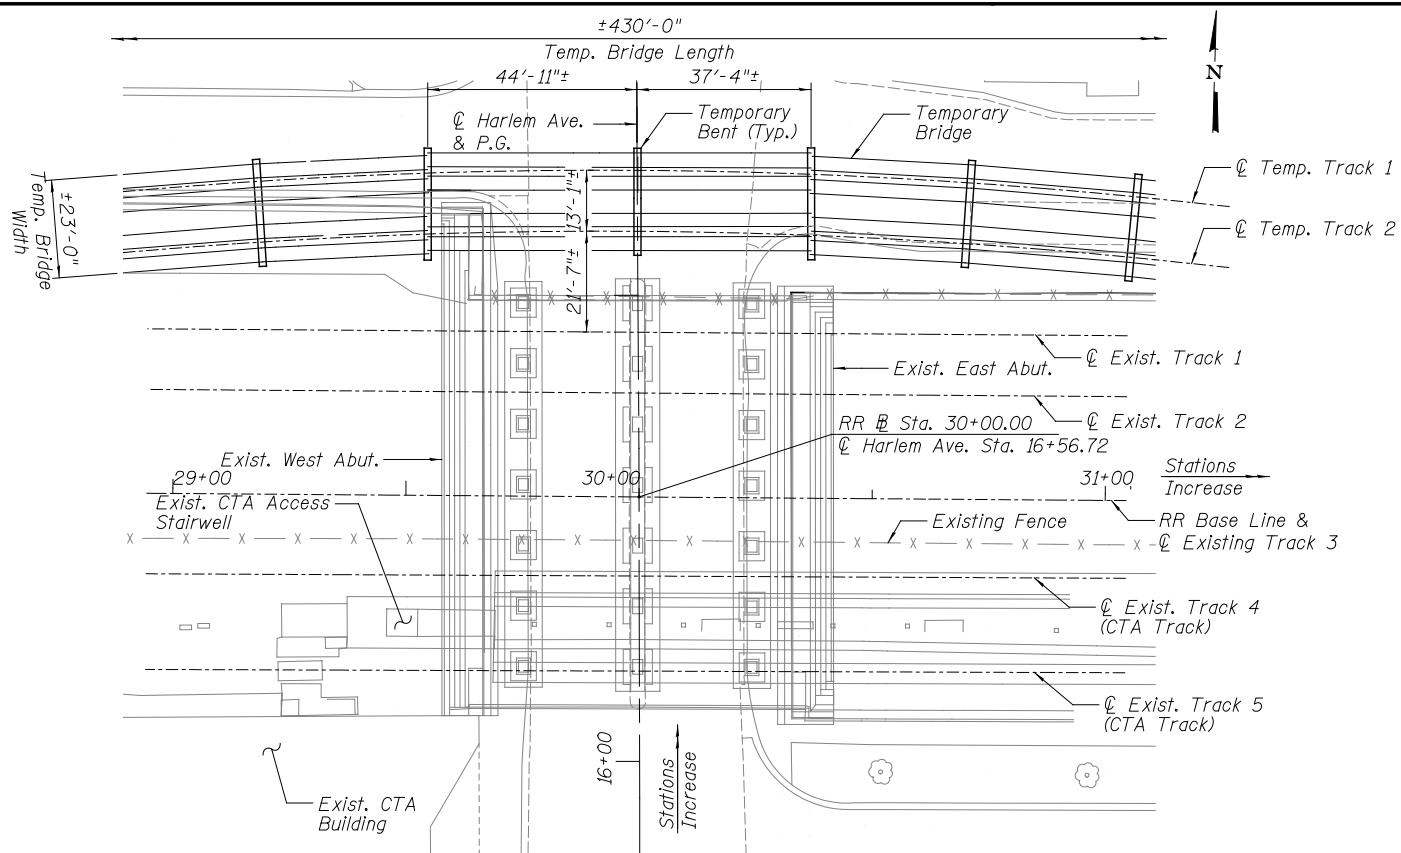 ±430'-0"
Temp. Bridge Length
44'-11"±
37'-4"±
N
℄ Harlem Ave.
& P.G.
Temporary
Bent (Typ.)
Temporary
Bridge
℄ Temp. Track 1
℄ Temp. Track 2
±23'-0"
Temp. Bridge
Width
13'-1"±
21'-7"±
℄ Exist. Track 1
Exist. East Abut.
℄ Exist. Track 2
RR B̲L̲ Sta. 30+00.00
℄ Harlem Ave. Sta. 16+56.72
Exist. West Abut.
29+00
30+00
31+00
Stations
Increase
Exist. CTA Access
Stairwell
Existing Fence
RR Base Line &
℄ Existing Track 3
X X X X X X X X X X X X X X X X X X X
℄ Exist. Track 4
(CTA Track)
℄ Exist. Track 5
(CTA Track)
16+00
Stations
Increase
Exist. CTA
Building